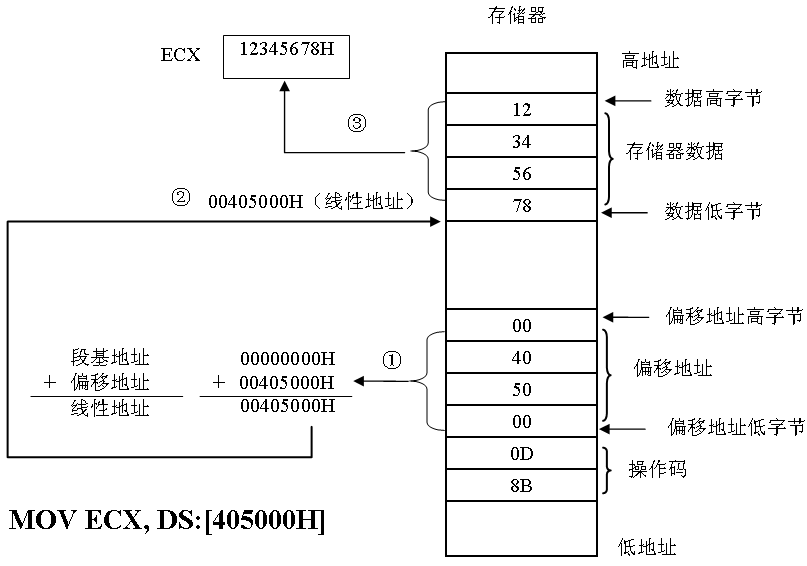 存储器
ECX
12345678H
高地址
12
数据高字节
③
34
存储器数据
56
② 00405000H（线性地址）
78
数据低字节
00
偏移地址高字节
段基地址 00000000H
①
40
+ 偏移地址 + 00405000H
偏移地址
50
线性地址 00405000H
00
偏移地址低字节
0D
操作码
8B
MOV ECX, DS:[405000H]
低地址